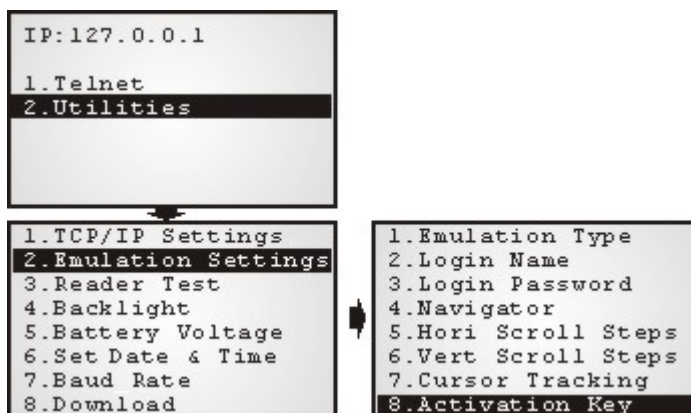 IP:127.0.0.1
1.Telnet
2.Utilities
1.TCP/IP Settings
2.Emulation Settings
3.Reader Test
4.Backlight
5.Battery Voltage
6.Set Date & Time
7.Baud Rate
8.Download
1.Emulation Type
2.Login Name
3.Login Password
4.Navigator
5.Hori Scroll Steps
6.Vert Scroll Steps
7.Cursor Tracking
8.Activation Key